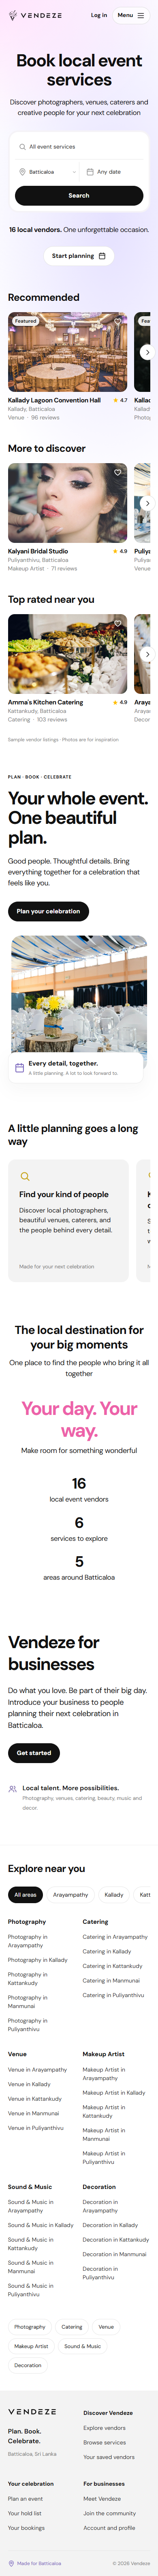 VENDEZE
Log in
Menu
Book local event
services
Discover photographers, venues, caterers and
creative people for your next celebration
All event services
Batticaloa
Any date
Search
16 local vendors. One unforgettable occasion.
Start planning
Recommended
Featured
Fea
Kallady Lagoon Convention Hall
4.7
Kallady, Batticaloa
Venue · 96 reviews
Kallad
Kallad
Photo
More to discover
Kalyani Bridal Studio
4.9
Puliyanthivu, Batticaloa
Makeup Artist · 71 reviews
Puliya
Puliya
Venue
Top rated near you
Amma's Kitchen Catering
4.9
Kattankudy, Batticaloa
Catering · 103 reviews
Araya
Araya
Decor
Sample vendor listings · Photos are for inspiration
PLAN · BOOK · CELEBRATE
Your whole event.
One beautiful
plan.
Good people. Thoughtful details. Bring
everything together for a celebration that
feels like you.
Plan your celebration
Every detail, together.
A little planning. A lot to look forward to.
A little planning goes a long
way
Find your kind of people
Discover local photographers,
beautiful venues, caterers, and
the people behind every detail.
Made for your next celebration
The local destination for
your big moments
One place to find the people who bring it all
together
Your day. Your
way.
Make room for something wonderful
16
local event vendors
6
services to explore
5
areas around Batticaloa
Vendeze for
businesses
Do what you love. Be part of their big day.
Introduce your business to people
planning their next celebration in
Batticaloa.
Get started
Local talent. More possibilities.
Photography, venues, catering, beauty, music and
decor
Explore near you
All areas
Arayampathy
Kallady
Katt
Photography
Photography in
Arayampathy
Photography in Kallady
Photography in
Kattankudy
Photography in
Manmunai
Photography in
Puliyanthivu
Catering
Catering in Arayampathy
Catering in Kallady
Catering in Kattankudy
Catering in Manmunai
Catering in Puliyanthivu
Venue
Venue in Arayampathy
Venue in Kallady
Venue in Kattankudy
Venue in Manmunai
Venue in Puliyanthivu
Makeup Artist
Makeup Artist in
Arayampathy
Makeup Artist in Kallady
Makeup Artist in
Kattankudy
Makeup Artist in
Manmunai
Makeup Artist in
Puliyanthivu
Sound & Music
Sound & Music in
Arayampathy
Sound & Music in Kallady
Sound & Music in
Kattankudy
Sound & Music in
Manmunai
Sound & Music in
Puliyanthivu
Decoration
Decoration in
Arayampathy
Decoration in Kallady
Decoration in Kattankudy
Decoration in Manmunai
Decoration in
Puliyanthivu
Photography
Catering
Venue
Makeup Artist
Sound & Music
Decoration
VENDEZE
Plan. Book.
Celebrate.
Batticaloa, Sri Lanka
Discover Vendeze
Explore vendors
Browse services
Your saved vendors
Your celebration
Plan an event
Your hold list
Your bookings
For businesses
Meet Vendeze
Join the community
Account and profile
Made for Batticaloa
© 2026 Vendeze